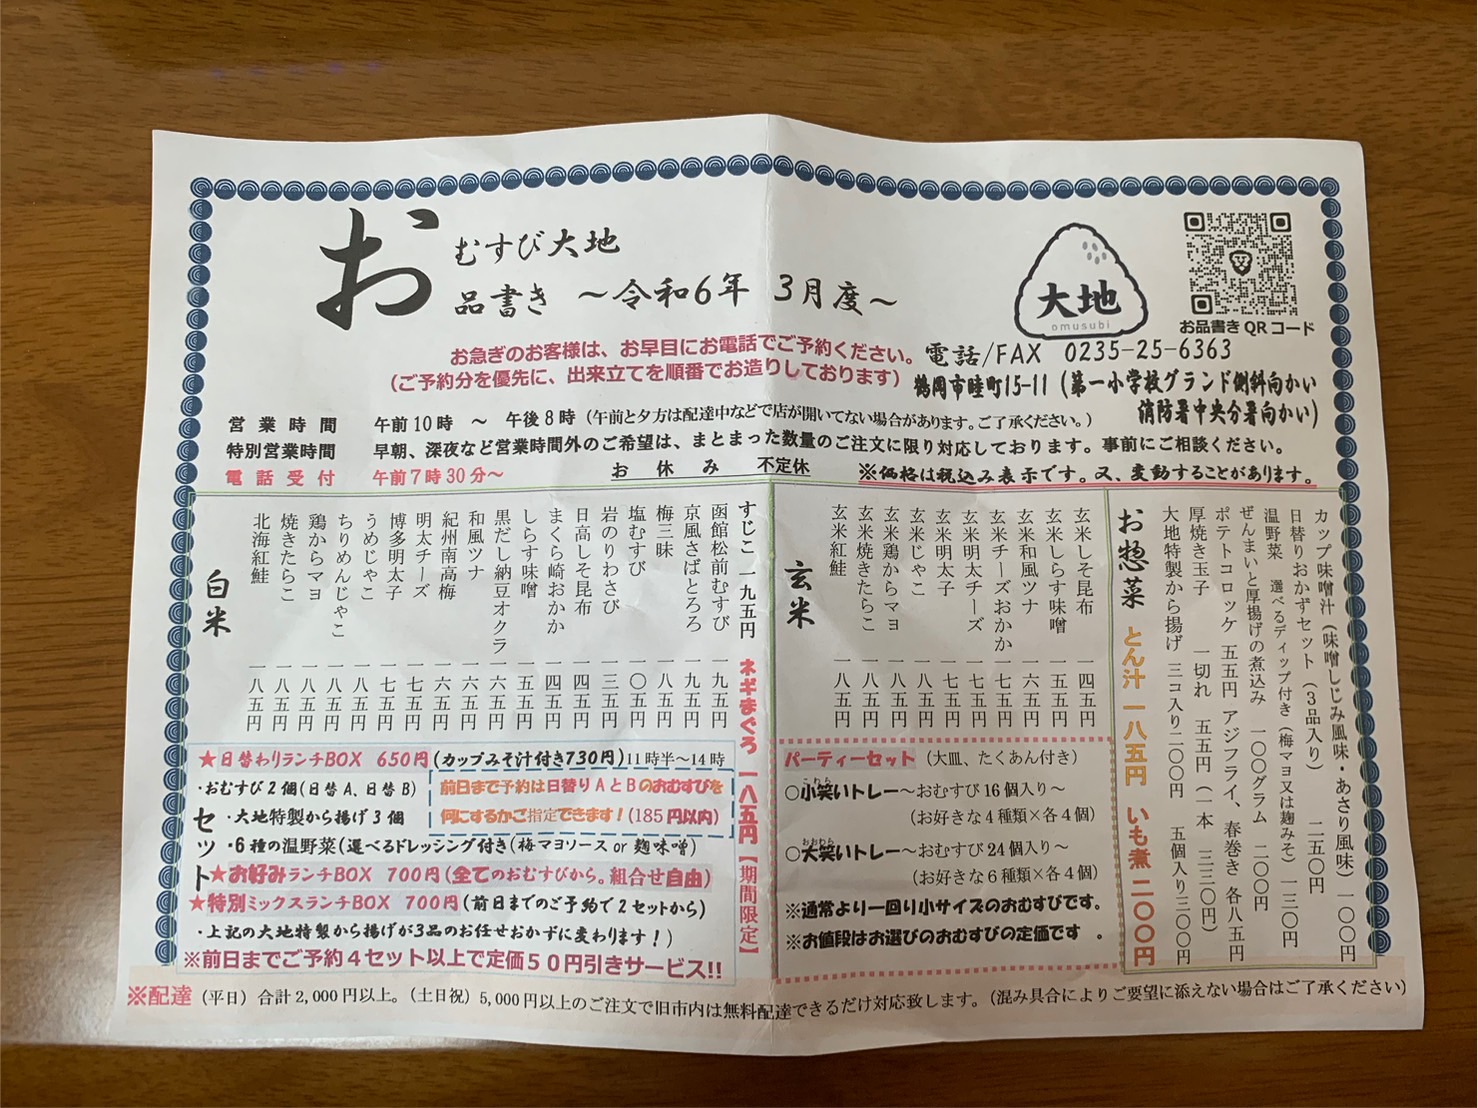 お
むすび大地
品書き ～令和6年 3月度～
大地
omusubi
お品書きQRコード
お急ぎのお客様は、お早目にお電話でご予約ください。
（ご予約分を優先に、出来立てを順番でお造りしております）
電話/FAX 0235-25-6363
鶴岡市睦町15-11（第一小学校グランド側斜向かい
消防署中央分署向かい）
営業時間 午前10時 ～ 午後8時（午前と夕方は配達中などで店が開いてない場合があります。ご了承ください。）
特別営業時間 早朝、深夜など営業時間外のご希望は、まとまった数量のご注文に限り対応しております。事前にご相談ください。
電話受付 午前7時30分～ お休み 不定休 ※価格は税込み表示です。又、変動することがあります。
カップ味噌汁（味噌しじみ風味・あさり風味）一〇〇円
日替りおかずセット（3品入り） 二五〇円
温野菜 選べるディップ付き（梅マヨ又は麹みそ）一三〇円
ぜんまいと厚揚げの煮込み 一〇〇グラム 二〇〇円
ポテトコロッケ 五五円 アジフライ、春巻き 各八五円
厚焼き玉子 一切れ 五五円（一本 三三〇円）
大地特製から揚げ 三コ入り二〇〇円 五個入り三〇〇円
お惣菜 とん汁 一八五円 いも煮 二〇〇円
玄米しそ昆布 一四五円
玄米しらす味噌 一五五円
玄米和風ツナ 一六五円
玄米チーズおかか 一七五円
玄米明太チーズ 一七五円
玄米明太子 一七五円
玄米じゃこ 一八五円
玄米鶏からマヨ 一八五円
玄米焼きたらこ 一八五円
玄米紅鮭 一八五円
玄米
すじこ 一九五円 ネギまぐろ 一八五円【期間限定】
函館松前むすび 一九五円
京風さばとろろ 一九五円
梅三昧 一八五円
塩むすび 一〇五円
岩のりわさび 一三五円
日高しそ昆布 一四五円
まくら崎おかか 一四五円
しらす味噌 一五五円
黒だし納豆オクラ 一六五円
和風ツナ 一六五円
紀州南高梅 一六五円
明太チーズ 一七五円
博多明太子 一七五円
うめじゃこ 一八五円
ちりめんじゃこ 一八五円
鶏からマヨ 一八五円
焼きたらこ 一八五円
北海紅鮭 一八五円
白米
パーティーセット（大皿、たくあん付き）
○小笑いトレー～おむすび16個入り～
（お好きな4種類×各4個）
○大笑いトレー～おむすび24個入り～
（お好きな6種類×各4個）
※通常より一回り小サイズのおむすびです。
※お値段はお選びのおむすびの定価です。
セット
★日替わりランチBOX 650円(カップみそ汁付き730円)11時半～14時
・おむすび2個(日替A、日替B)
・大地特製から揚げ3個
前日まで予約は日替りAとBのおむすびを
何にするかご指定できます！(185円以内)
・6種の温野菜(選べるドレッシング付き(梅マヨソース or 麹味噌)
★お好みランチBOX 700円(全てのおむすびから。組合せ自由)
★特別ミックスランチBOX 700円(前日までのご予約で2セットから)
・上記の大地特製から揚げが3品のお任せおかずに変わります！)
※前日までご予約4セット以上で定価50円引きサービス!!
※配達（平日）合計2,000円以上。（土日祝）5,000円以上のご注文で旧市内は無料配達できるだけ対応致します。（混み具合によりご要望に添えない場合はご了承ください）